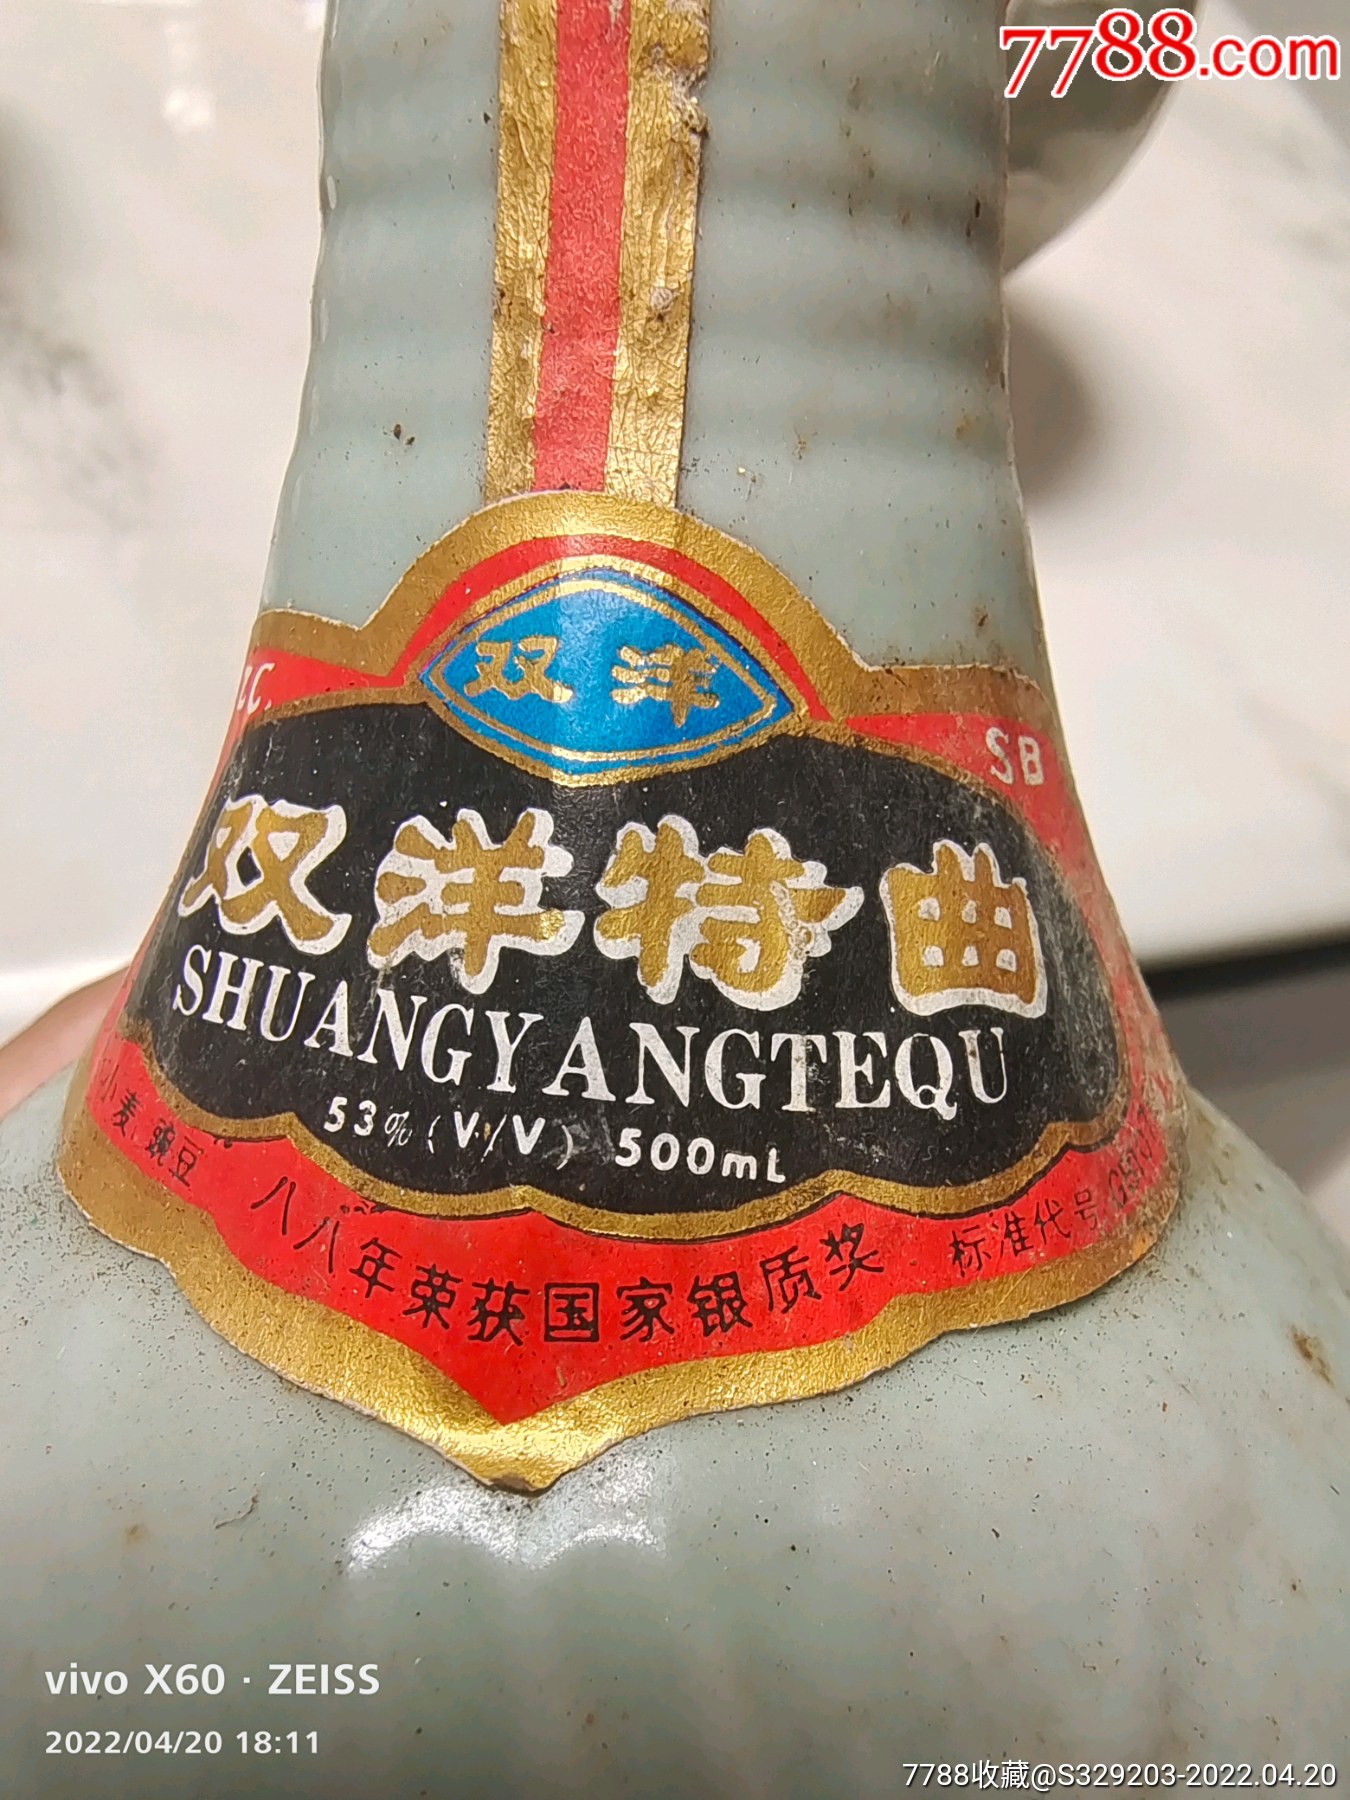 7788.com
双洋
SB
双洋特曲
SHUANGYANGTEQU
53%(V/V) 500mL
小麦 豌豆
八八年荣获国家银质奖
标准代号
vivo X60 · ZEISS
2022/04/20 18:11
7788收藏@S329203-2022.04.20